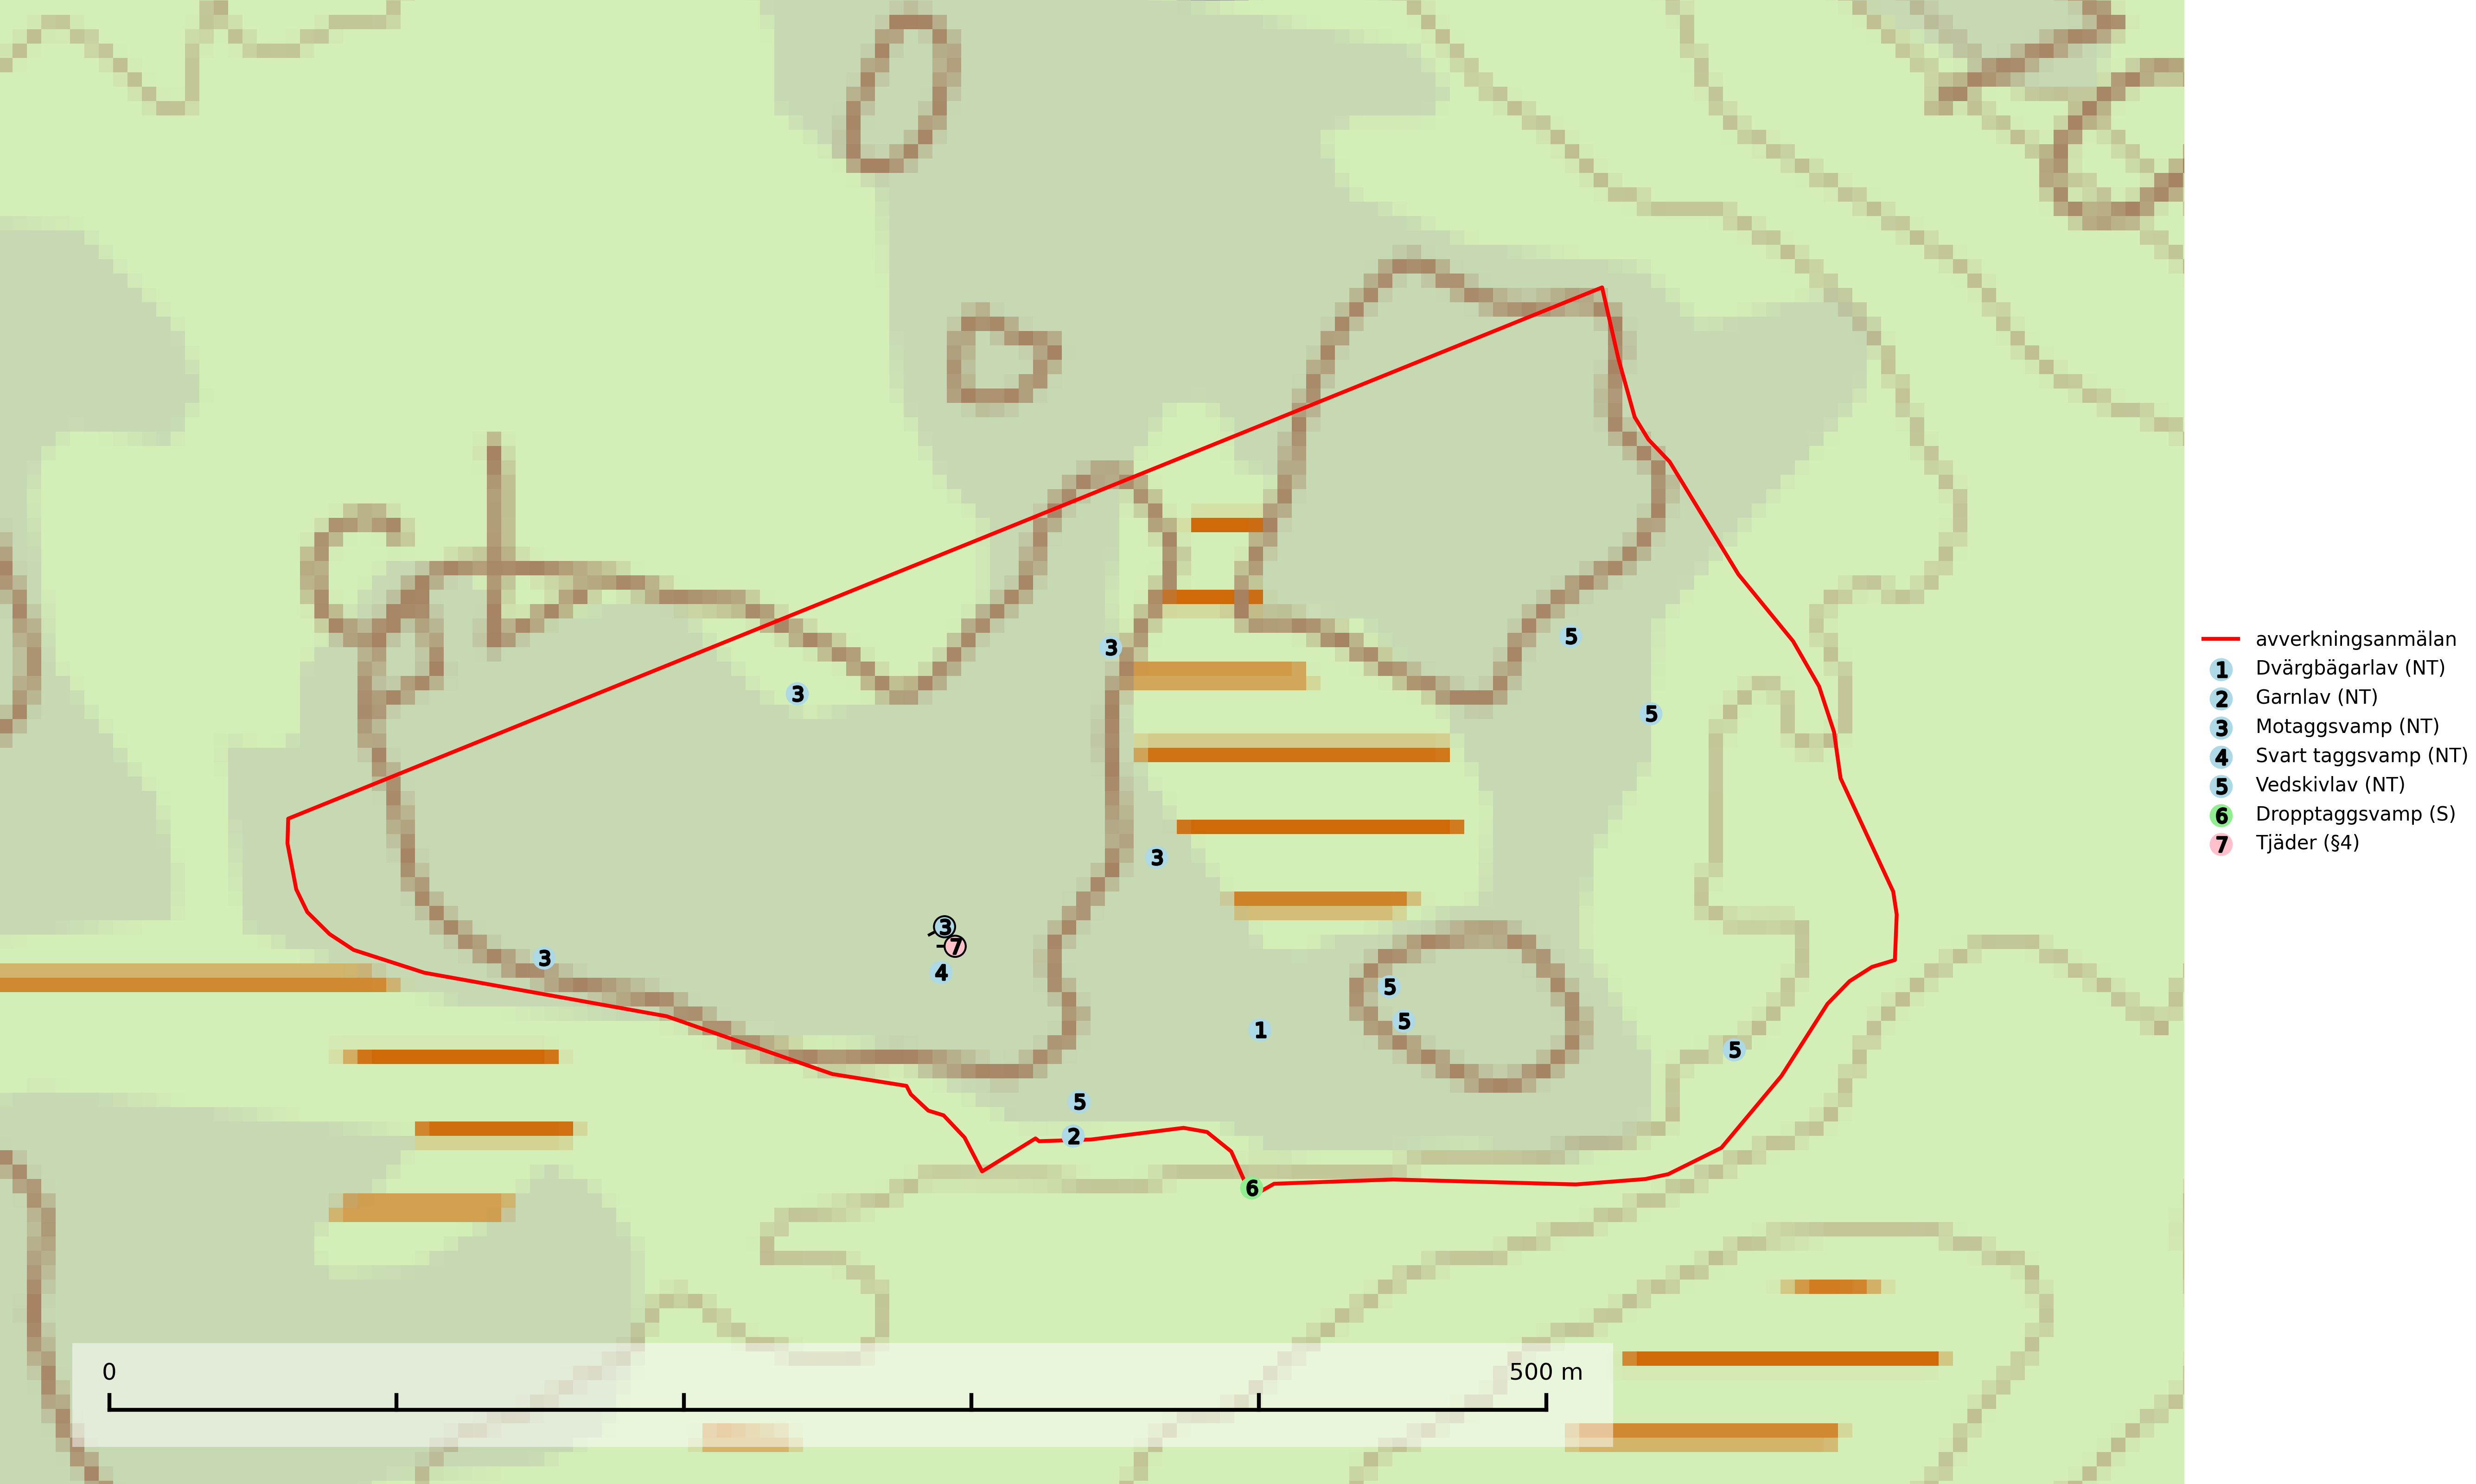 3
5
3
5
3
3
7
3
4
5
5
1
5
5
2
6
0
500 m
avverkningsanmälan
1 Dvärgbägarlav (NT)
2 Garnlav (NT)
3 Motaggsvamp (NT)
4 Svart taggsvamp (NT)
5 Vedskivlav (NT)
6 Dropptaggsvamp (S)
7 Tjäder (§4)